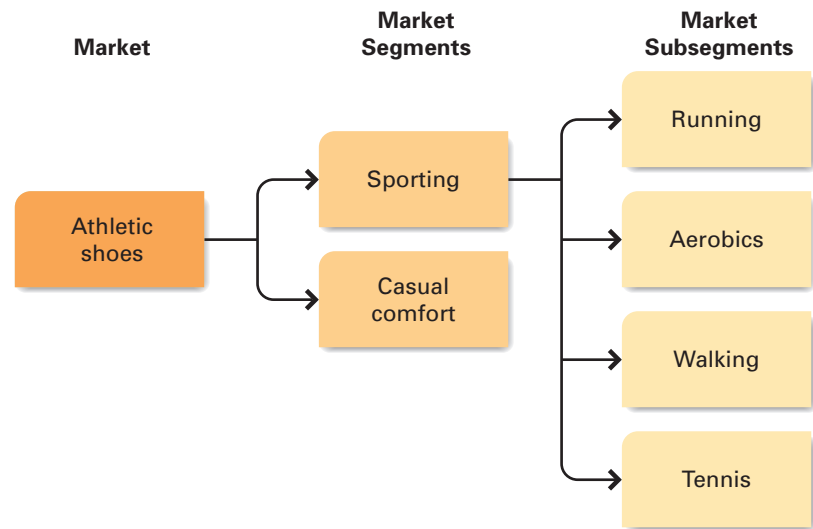 Market
Market
Segments
Market
Subsegments
Athletic
shoes
Sporting
Casual
comfort
Running
Aerobics
Walking
Tennis